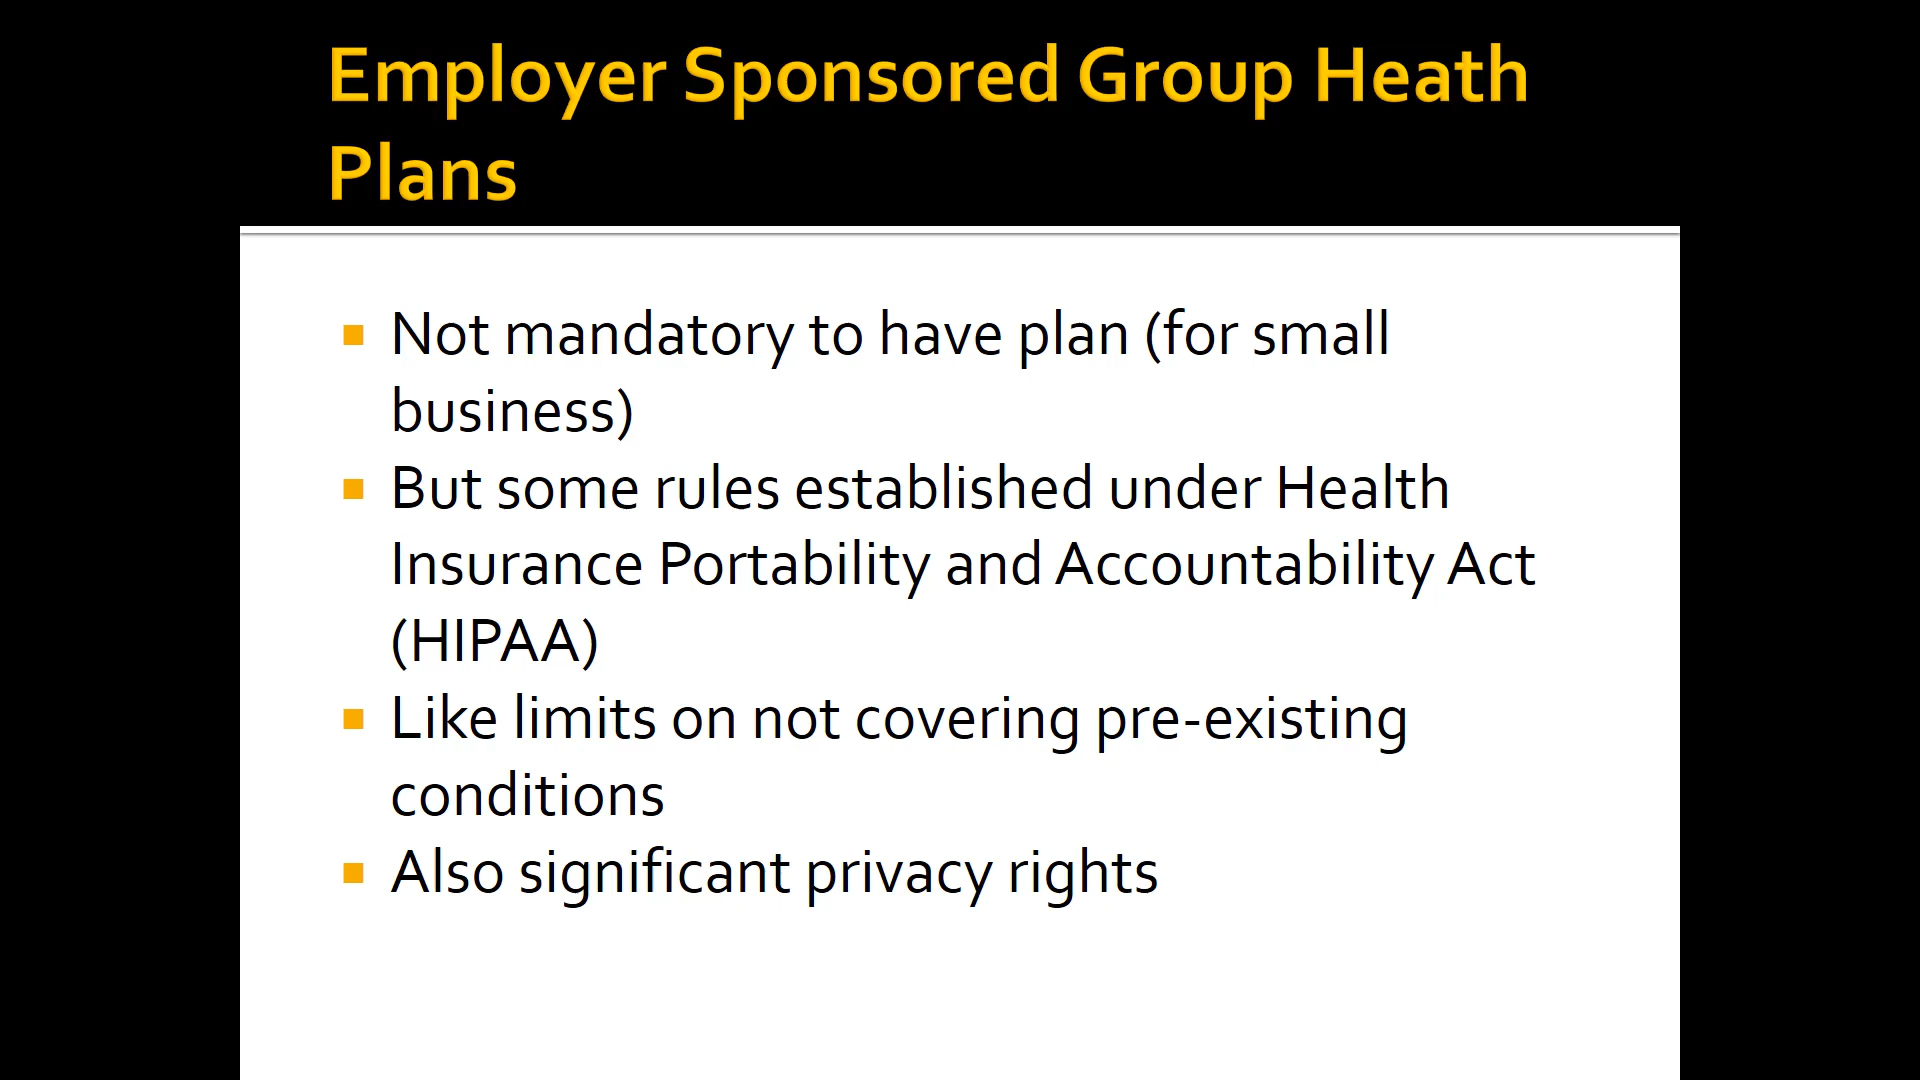 Employer Sponsored Group Heath
Plans
Not mandatory to have plan (for small
business)
But some rules established under Health
Insurance Portability and Accountability Act
(HIPAA)
Like limits on not covering pre-existing
conditions
Also significant privacy rights